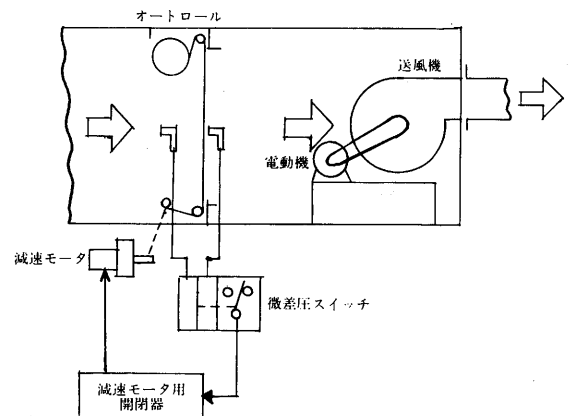 オートロール
送風機
電動機
減速モータ
微差圧スイッチ
減速モータ用
開閉器